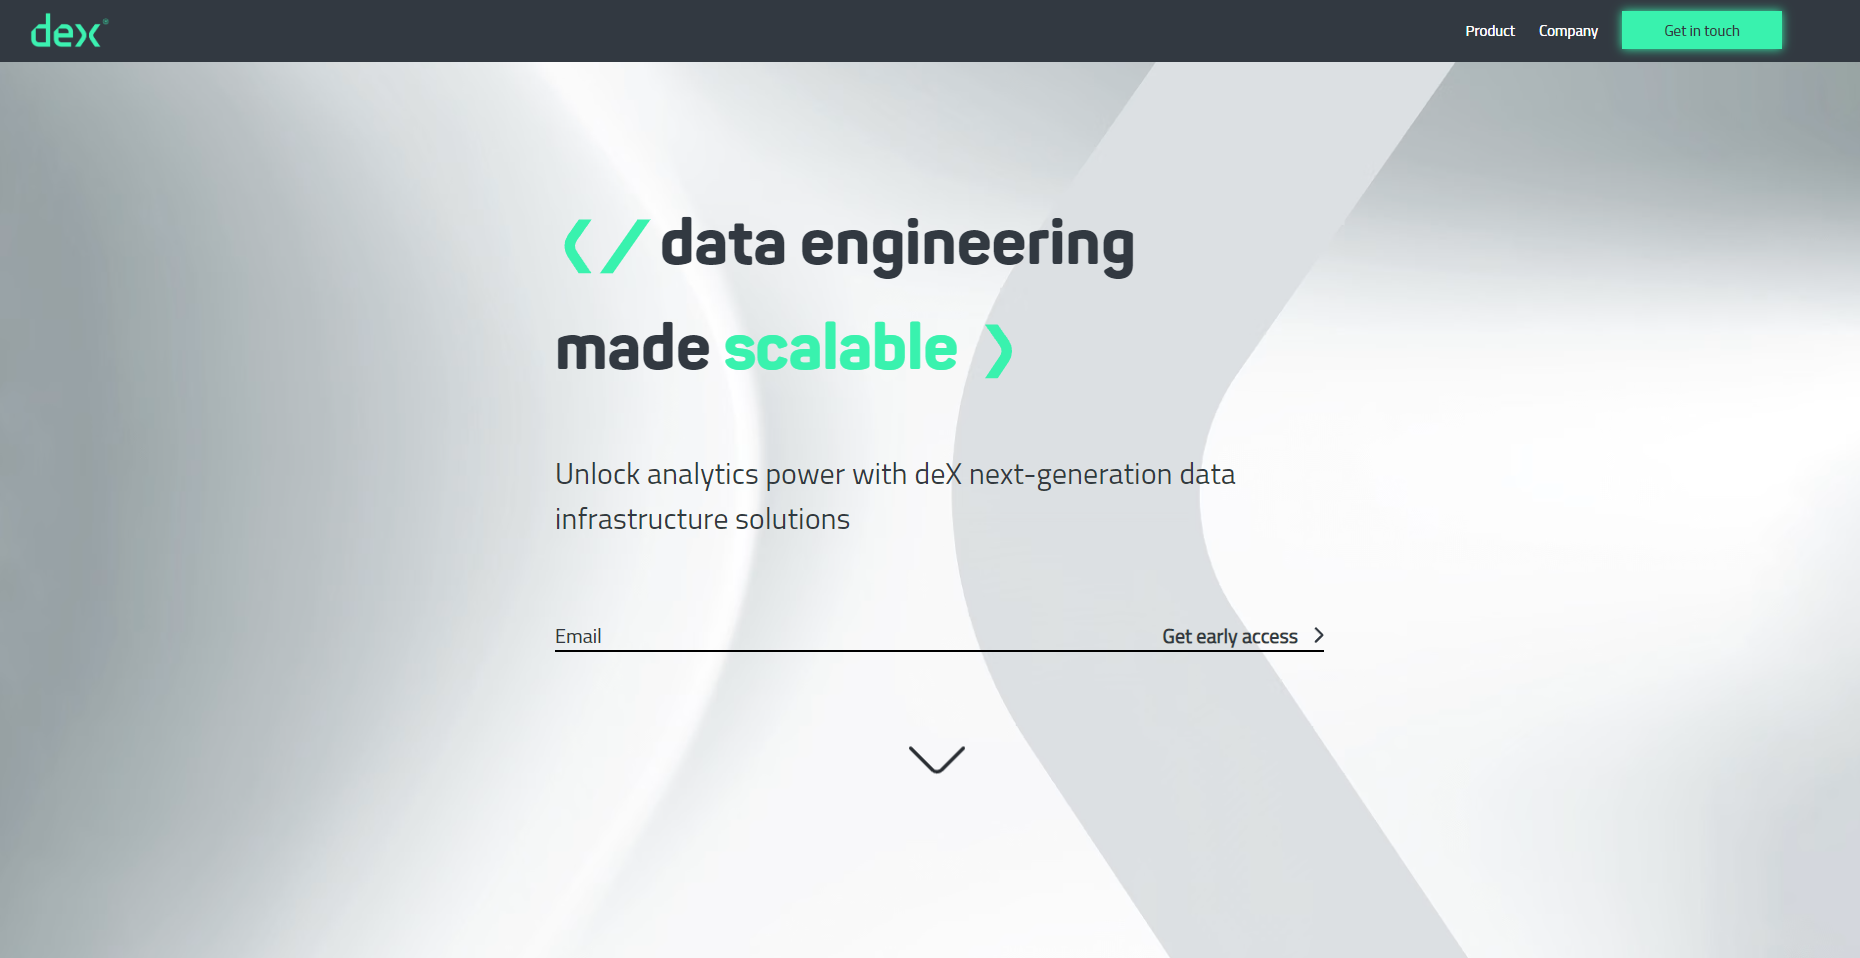 dex
Product Company Get in touch
data engineering
made scalable
Unlock analytics power with deX next-generation data
infrastructure solutions
Email Get early access